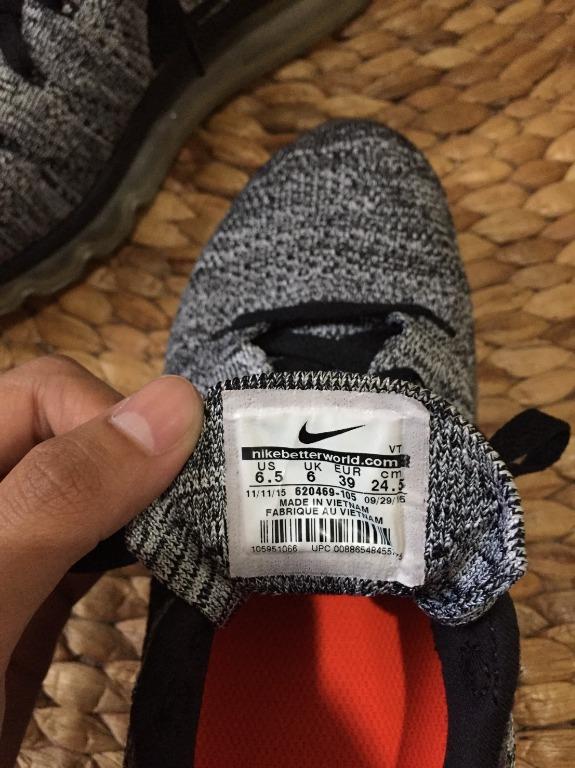 VT
nikebetterworld.com
US UK EUR cm
6.5 6 39 24.5
11/11/15 620469-105 09/29/15
MADE IN VIETNAM
FABRIQUE AU VIETNAM
105951066 UPC